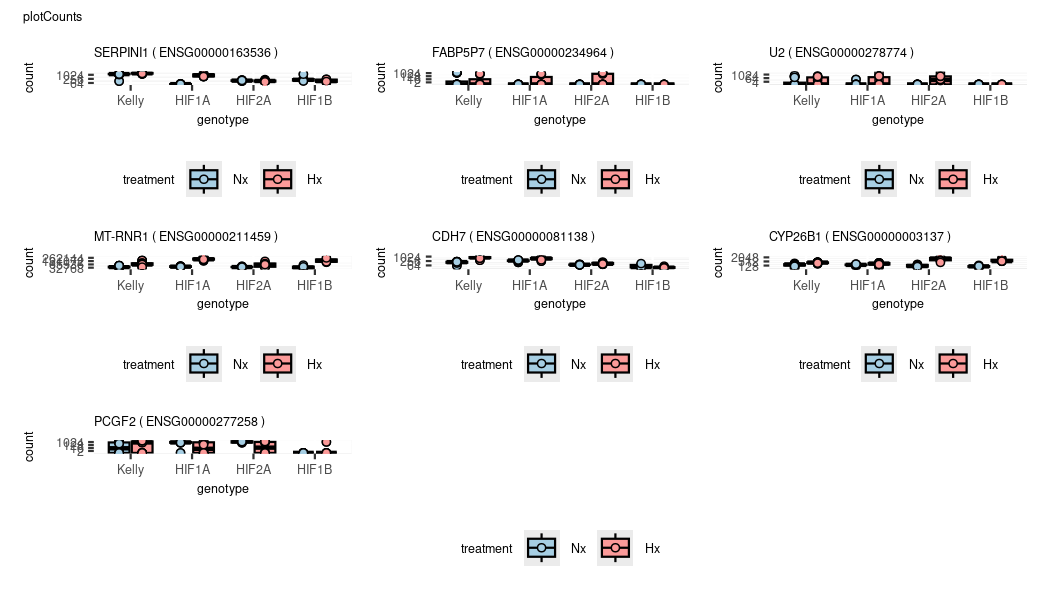 plotCounts
SERPINI1 ( ENSG00000163536 )
FABP5P7 ( ENSG00000234964 )
U2 ( ENSG00000278774 )
count
1024
64
count
1024
2
count
1024
4
Kelly HIF1A HIF2A HIF1B
Kelly HIF1A HIF2A HIF1B
Kelly HIF1A HIF2A HIF1B
genotype
genotype
genotype
treatment Nx Hx
treatment Nx Hx
treatment Nx Hx
MT-RNR1 ( ENSG00000211459 )
CDH7 ( ENSG00000081138 )
CYP26B1 ( ENSG00000003137 )
count
262144
32768
count
1024
64
count
2048
128
Kelly HIF1A HIF2A HIF1B
Kelly HIF1A HIF2A HIF1B
Kelly HIF1A HIF2A HIF1B
genotype
genotype
genotype
treatment Nx Hx
treatment Nx Hx
treatment Nx Hx
PCGF2 ( ENSG00000277258 )
count
1024
2
Kelly HIF1A HIF2A HIF1B
genotype
treatment Nx Hx